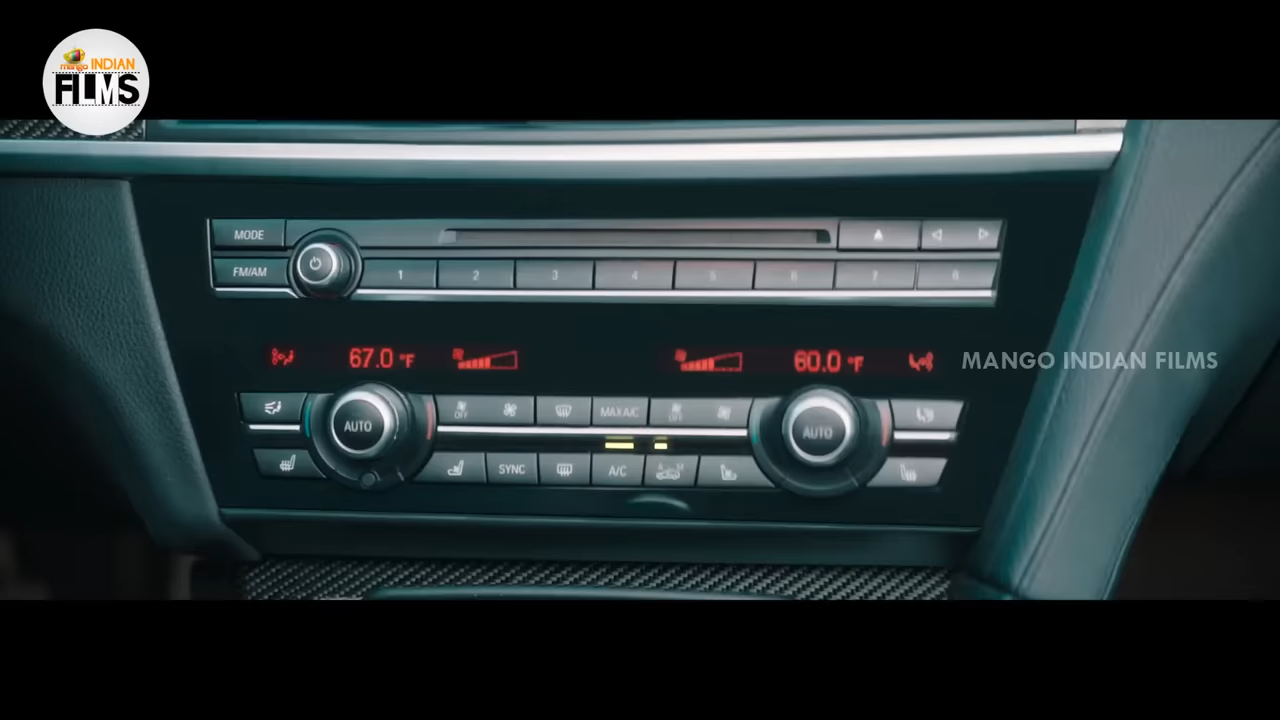 mango INDIAN
FILMS
MODE
FM/AM
1 2 3 4 5 6 7 8
67.0 °F 60.0 °F
MANGO INDIAN FILMS
AUTO OFF MAX A/C OFF AUTO
SYNC A/C A M